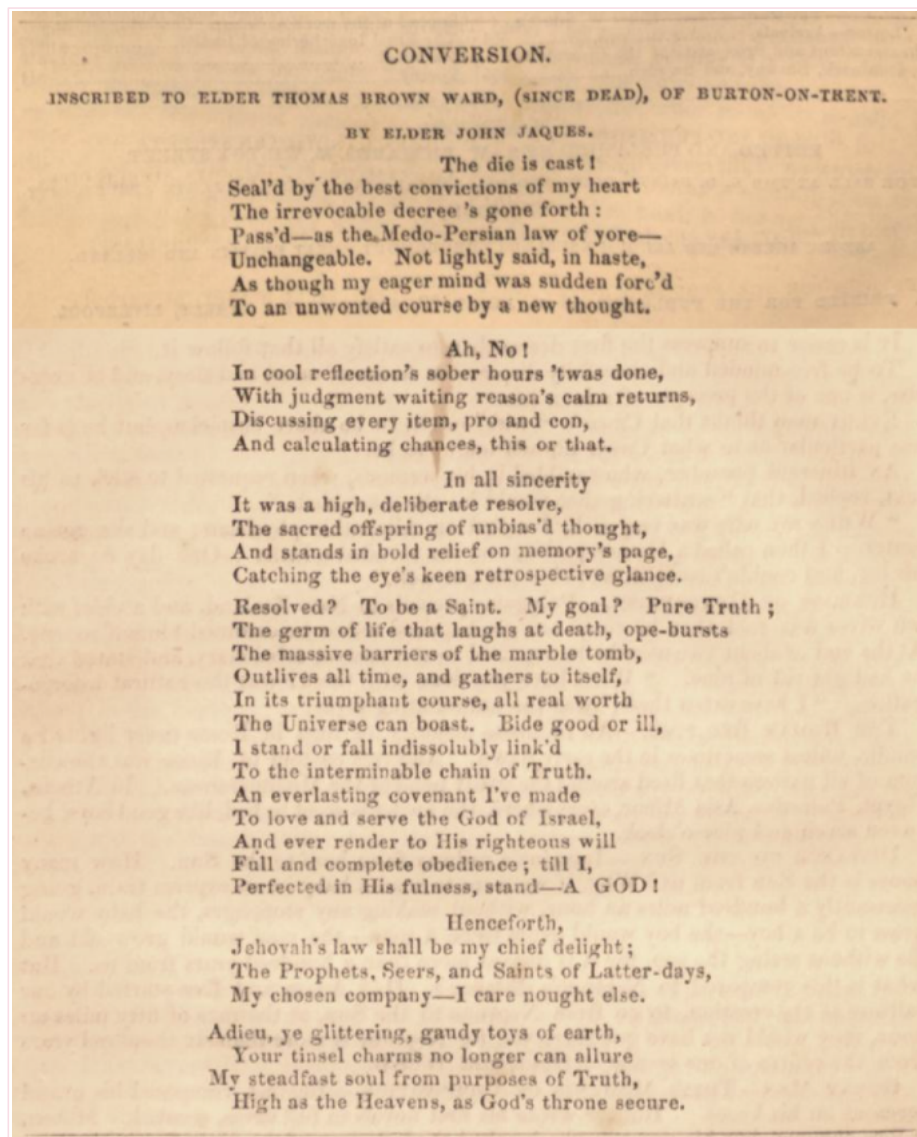 CONVERSION.
INSCRIBED TO ELDER THOMAS BROWN WARD, (SINCE DEAD), OF BURTON-ON-TRENT.
BY ELDER JOHN JAQUES.
The die is cast!
Seal'd by the best convictions of my heart
The irrevocable decree 's gone forth:
Pass'd—as the Medo-Persian law of yore—
Unchangeable. Not lightly said, in haste,
As though my eager mind was sudden forc'd
To an unwonted course by a new thought.
Ah, No!
In cool reflection's sober hours 'twas done,
With judgment waiting reason's calm returns,
Discussing every item, pro and con,
And calculating chances, this or that.
In all sincerity
It was a high, deliberate resolve,
The sacred offspring of unbias'd thought,
And stands in bold relief on memory's page,
Catching the eye's keen retrospective glance.
Resolved? To be a Saint. My goal? Pure Truth;
The germ of life that laughs at death, ope-bursts
The massive barriers of the marble tomb,
Outlives all time, and gathers to itself,
In its triumphant course, all real worth
The Universe can boast. Bide good or ill,
I stand or fall indissolubly link'd
To the interminable chain of Truth.
An everlasting covenant I've made
To love and serve the God of Israel,
And ever render to His righteous will
Full and complete obedience; till I,
Perfected in His fulness, stand—A GOD!
Henceforth,
Jehovah's law shall be my chief delight;
The Prophets, Seers, and Saints of Latter-days,
My chosen company—I care nought else.
Adieu, ye glittering, gaudy toys of earth,
Your tinsel charms no longer can allure
My steadfast soul from purposes of Truth,
High as the Heavens, as God's throne secure.